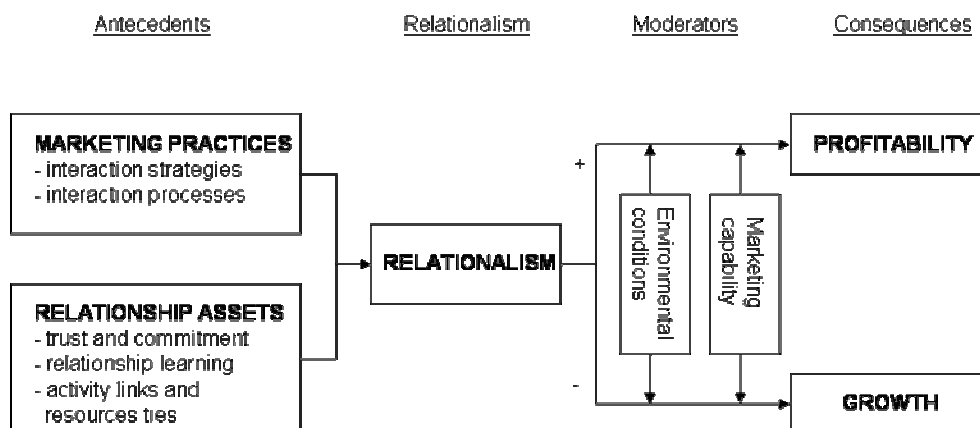 Antecedents
Relationalism
Moderators
Consequences
MARKETING PRACTICES
- interaction strategies
- interaction processes
RELATIONSHIP ASSETS
- trust and commitment
- relationship learning
- activity links and
resources ties
RELATIONALISM
+
-
Environmental
conditions
Marketing
capability
PROFITABILITY
GROWTH